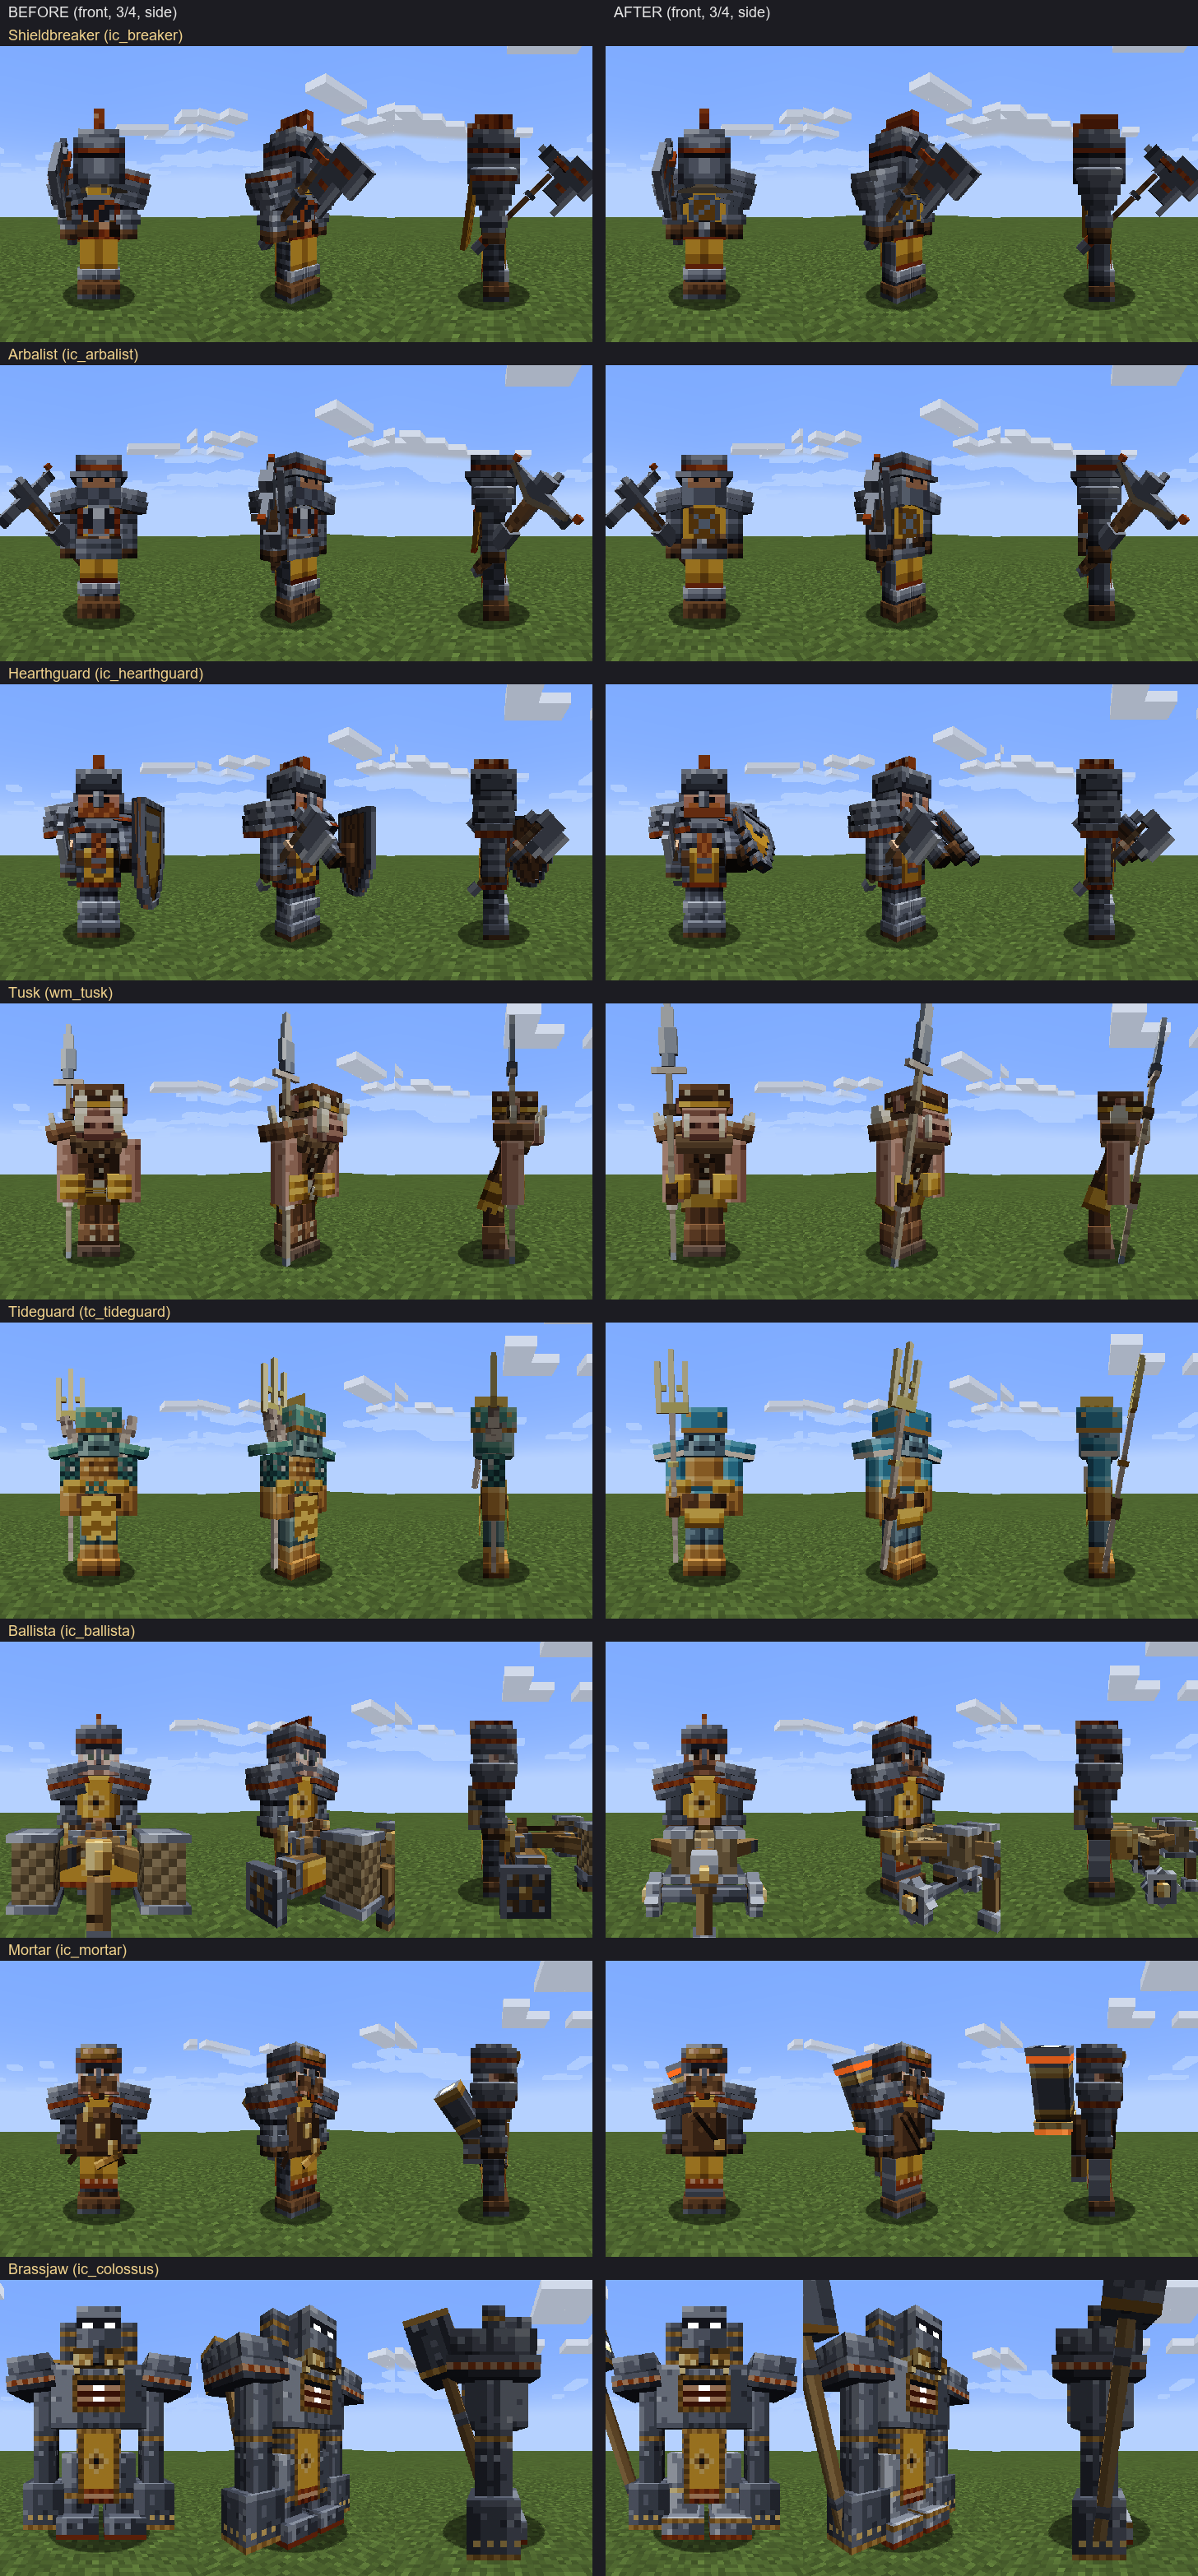 BEFORE (front, 3/4, side)
AFTER (front, 3/4, side)
Shieldbreaker (ic_breaker)
Arbalist (ic_arbalist)
Hearthguard (ic_hearthguard)
Tusk (wm_tusk)
Tideguard (tc_tideguard)
Ballista (ic_ballista)
Mortar (ic_mortar)
Brassjaw (ic_colossus)